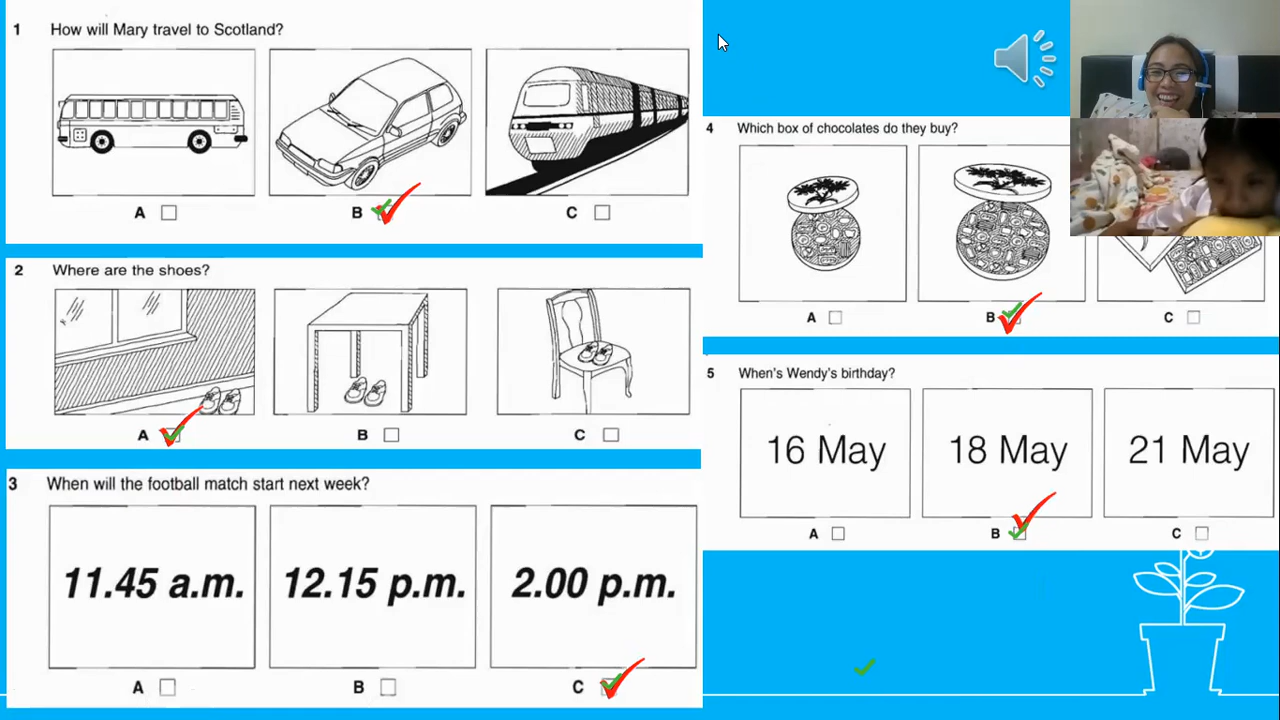 1 How will Mary travel to Scotland?
A B C
2 Where are the shoes?
A B C
3 When will the football match start next week?
11.45 a.m. 12.15 p.m. 2.00 p.m.
A B C
4 Which box of chocolates do they buy?
A B C
5 When's Wendy's birthday?
16 May 18 May 21 May
A B C